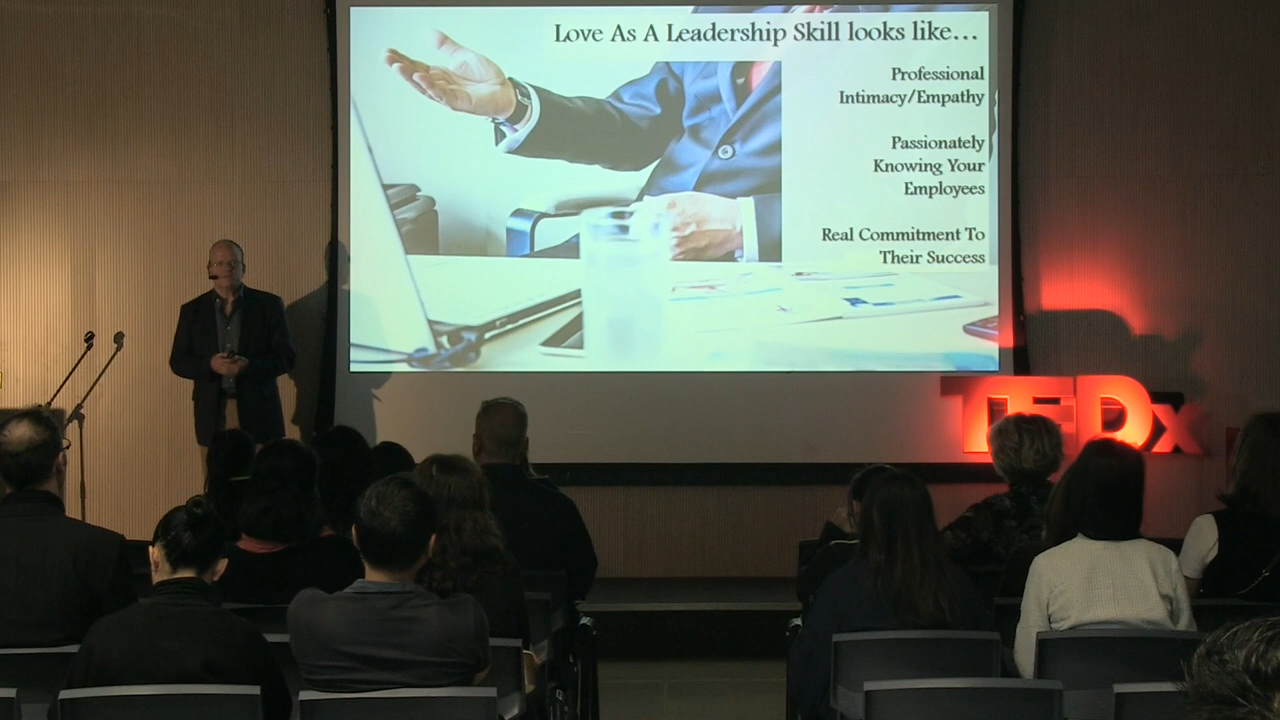 Love As A Leadership Skill looks like...
Professional
Intimacy/Empathy
Passionately
Knowing Your
Employees
Real Commitment To
Their Success
TEDx